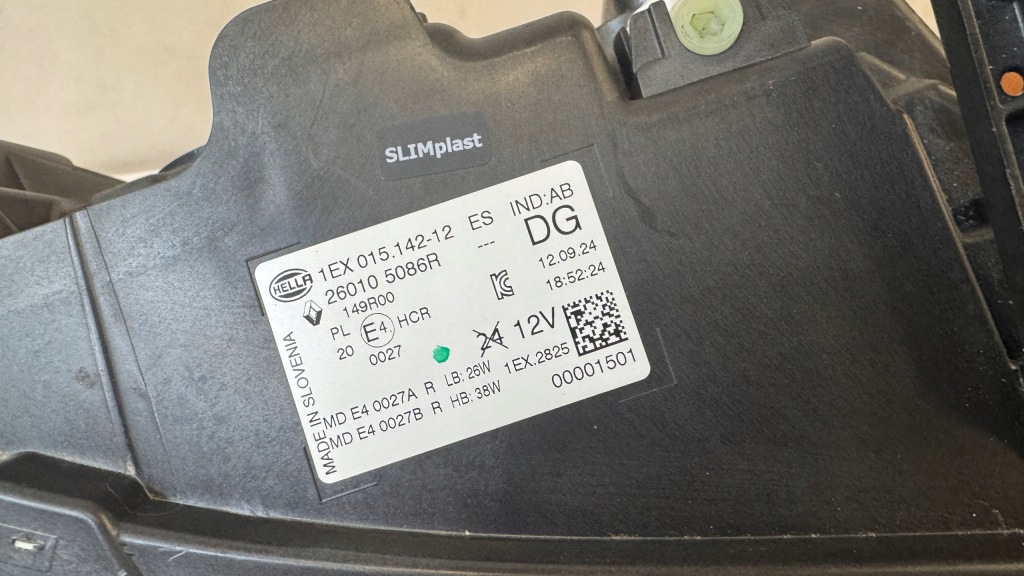 SLIMplast
HELLA 1EX 015.142-12 ES IND:AB
26010 5086R --- DG
149R00
PL E4 HCR
20 0027
12.09.24
18:52:24
24 12V
MD E4 0027A R LB: 26W 1EX.2825
MD E4 0027B R HB: 38W 00001501
MADE IN SLOVENIA